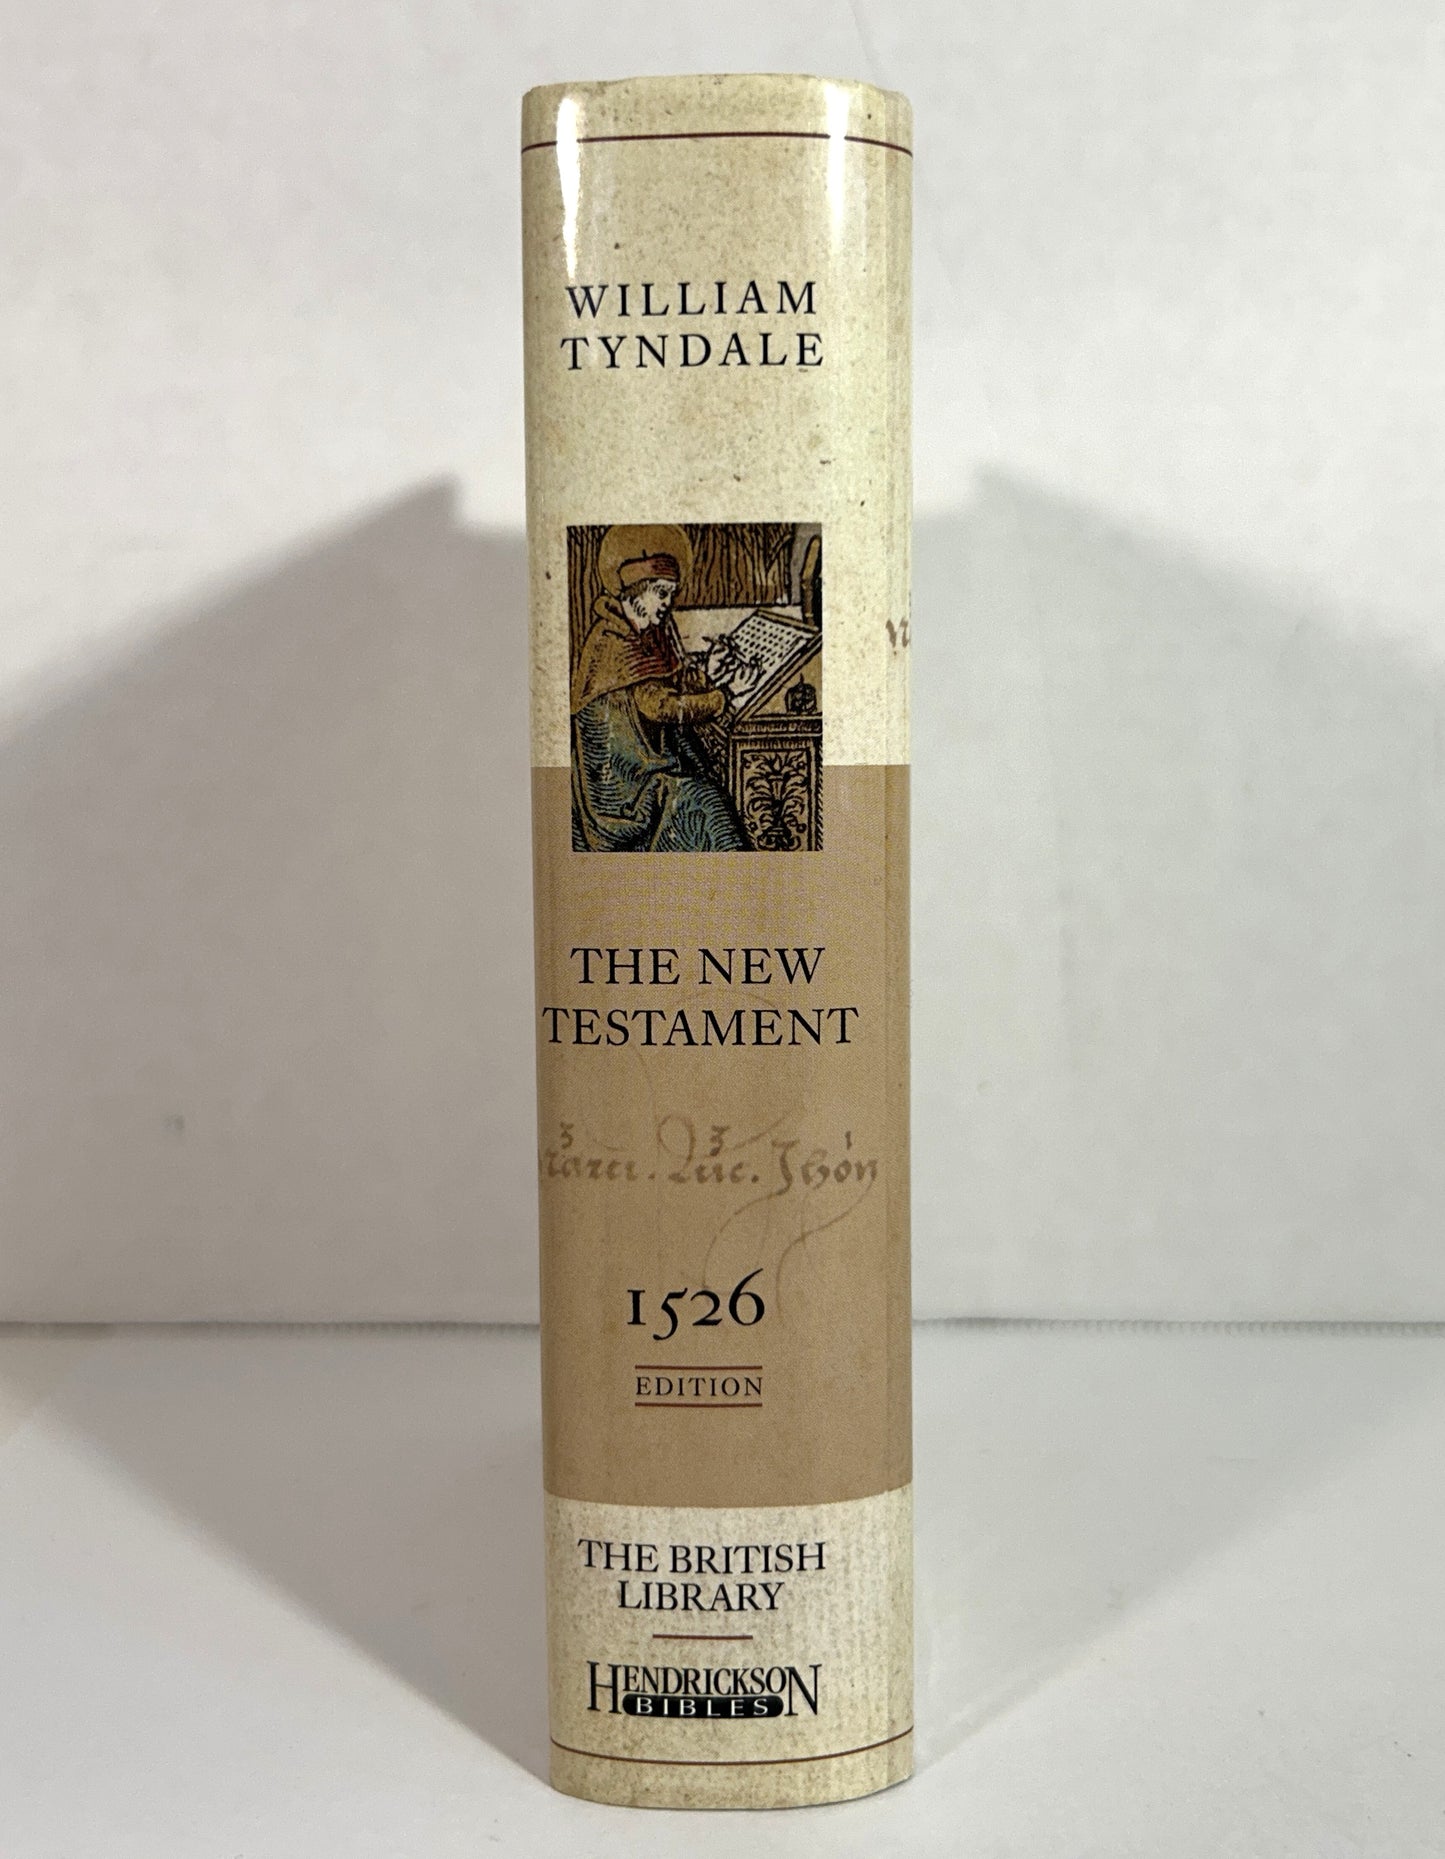 WILLIAM
TYNDALE
THE NEW
TESTAMENT
1526
EDITION
THE BRITISH
LIBRARY
HENDRICKSON
BIBLES